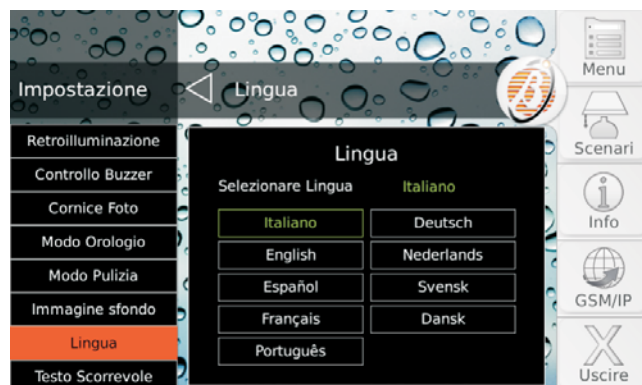 Impostazione
Lingua
Retroilluminazione
Controllo Buzzer
Cornice Foto
Modo Orologio
Modo Pulizia
Immagine sfondo
Lingua
Testo Scorrevole
Lingua
Selezionare Lingua Italiano
Italiano Deutsch
English Nederlands
Español Svensk
Français Dansk
Português
Menu
Scenari
Info
GSM/IP
Uscire